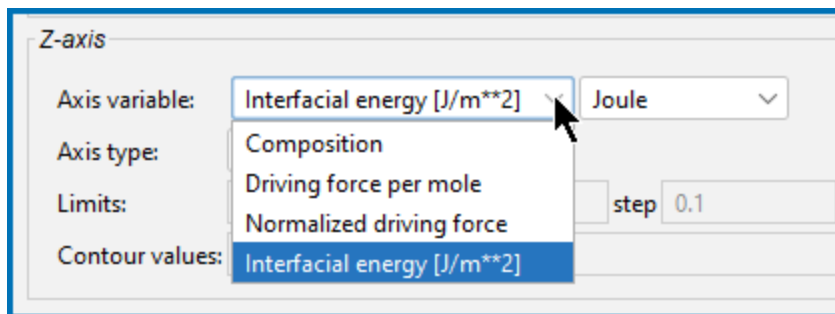 Z-axis
Axis variable: Interfacial energy [J/m**2] Joule
Axis type: Composition
Driving force per mole
Limits: step 0.1
Normalized driving force
Contour values: Interfacial energy [J/m**2]